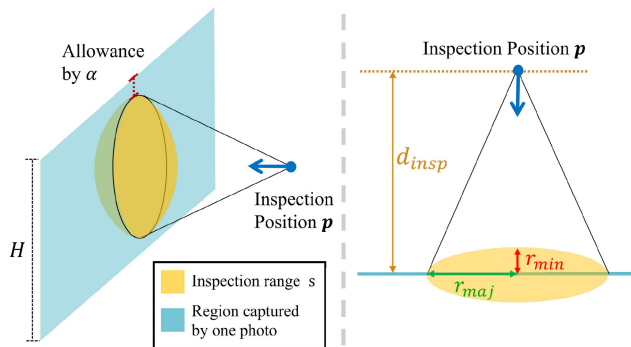 Allowance
by α
H
Inspection
Position p
Inspection range s
Region captured
by one photo
Inspection Position p
d_insp
r_min
r_maj